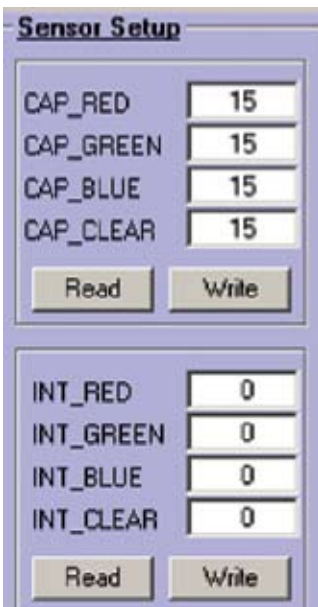 Sensor Setup
CAP_RED 15
CAP_GREEN 15
CAP_BLUE 15
CAP_CLEAR 15
Read Write
INT_RED 0
INT_GREEN 0
INT_BLUE 0
INT_CLEAR 0
Read Write